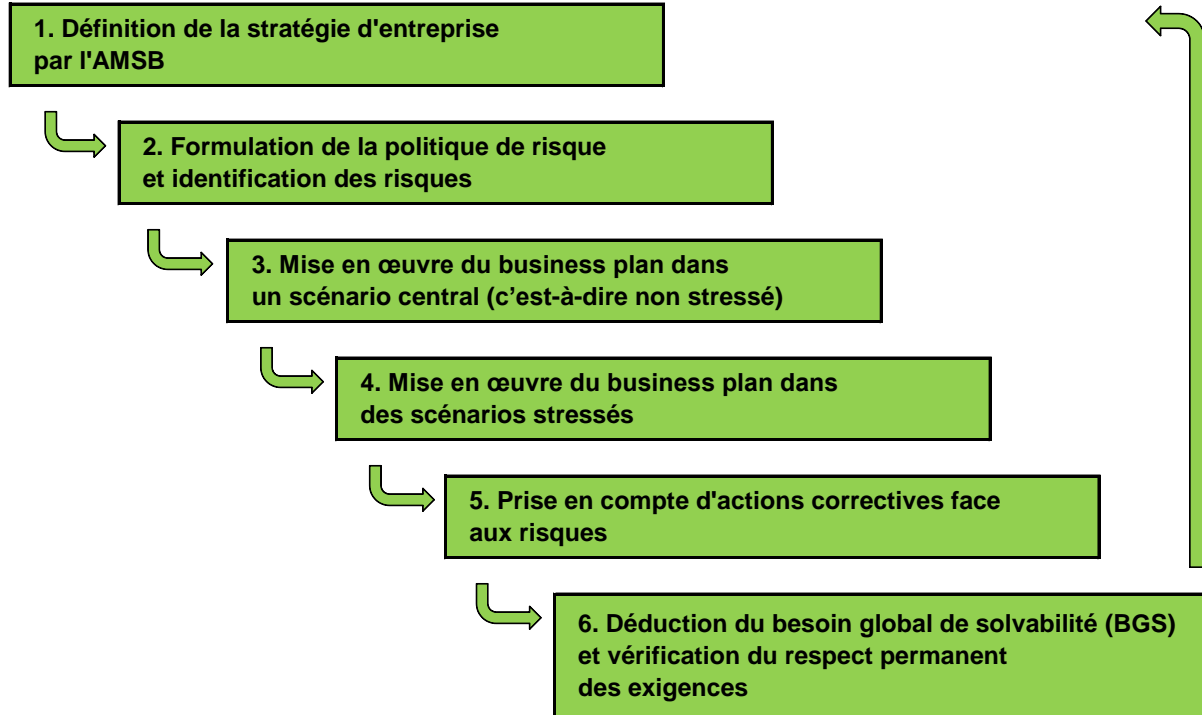 1. Définition de la stratégie d'entreprise
par l'AMSB
2. Formulation de la politique de risque
et identification des risques
3. Mise en œuvre du business plan dans
un scénario central (c’est-à-dire non stressé)
4. Mise en œuvre du business plan dans
des scénarios stressés
5. Prise en compte d'actions correctives face
aux risques
6. Déduction du besoin global de solvabilité (BGS)
et vérification du respect permanent
des exigences